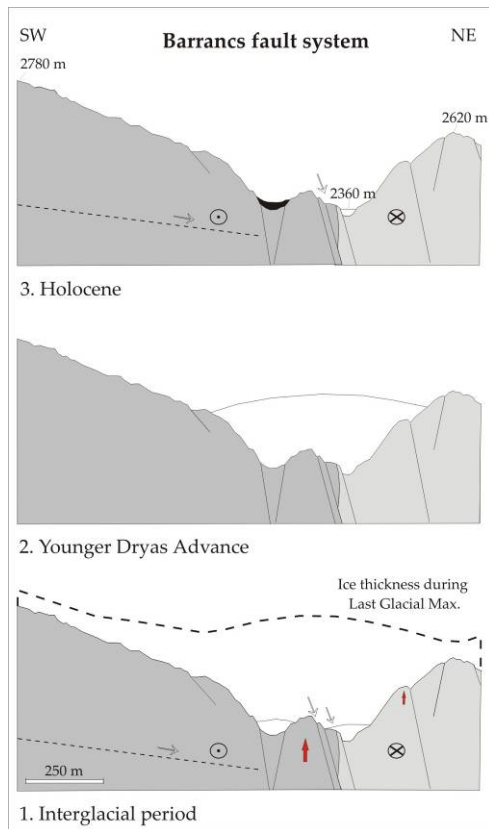 SW
Barrancs fault system
NE
2780 m
2620 m
2360 m
3. Holocene
2. Younger Dryas Advance
Ice thickness during
Last Glacial Max.
250 m
1. Interglacial period